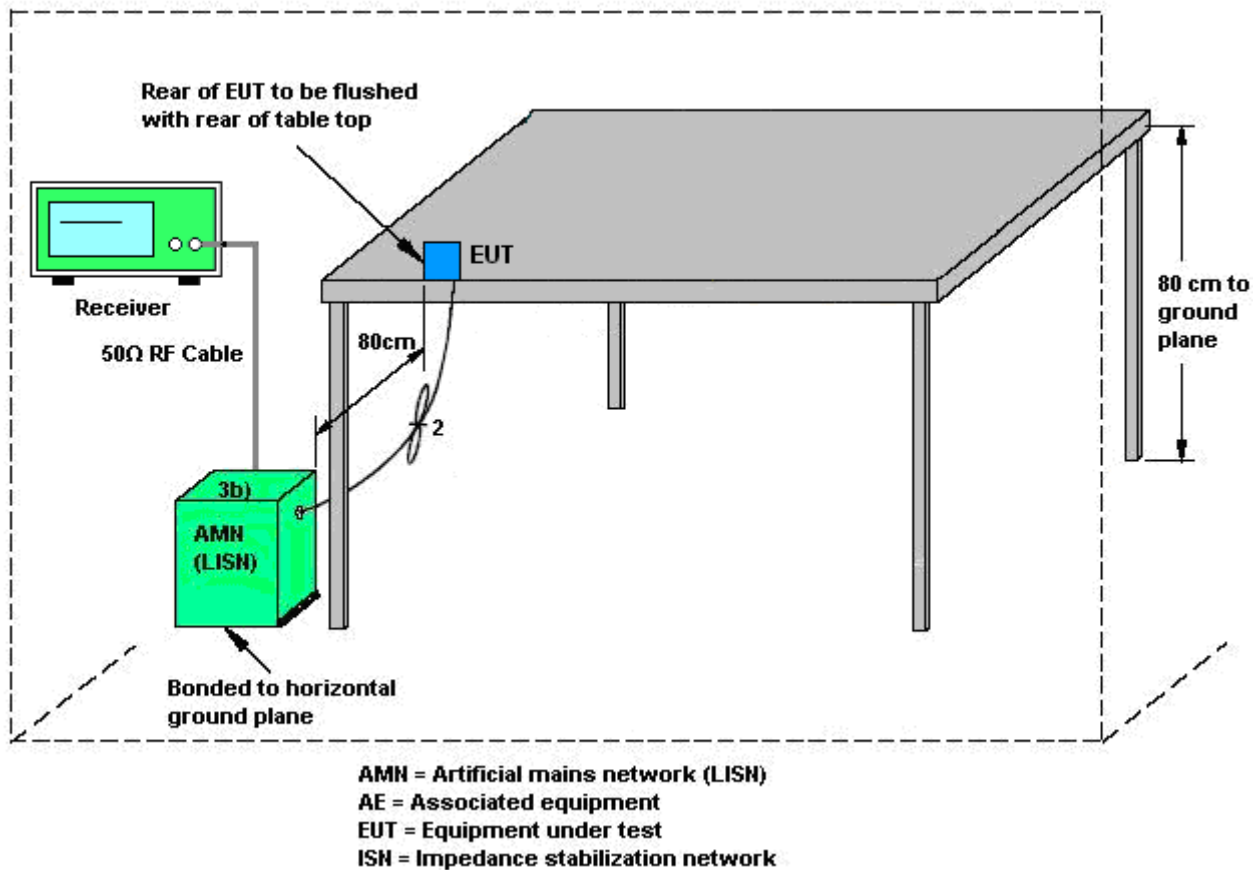 Rear of EUT to be flushed
with rear of table top
EUT
Receiver
50Ω RF Cable
80cm
80 cm to
ground
plane
2
3b)
AMN
(LISN)
Bonded to horizontal
ground plane
AMN = Artificial mains network (LISN)
AE = Associated equipment
EUT = Equipment under test
ISN = Impedance stabilization network